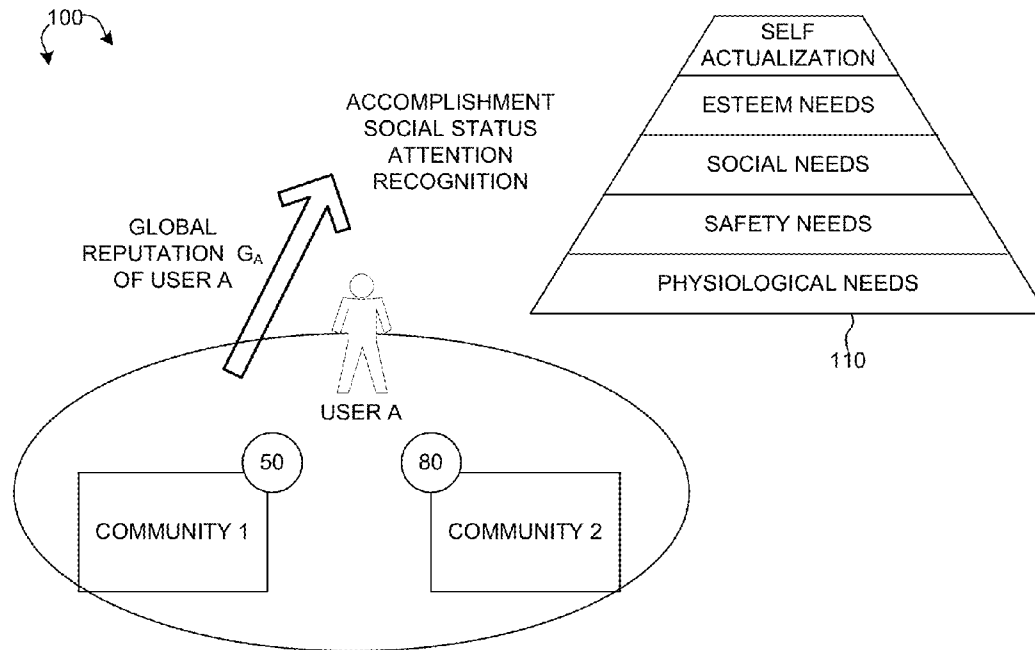 100
SELF
ACTUALIZATION
ESTEEM NEEDS
SOCIAL NEEDS
SAFETY NEEDS
PHYSIOLOGICAL NEEDS
110
ACCOMPLISHMENT
SOCIAL STATUS
ATTENTION
RECOGNITION
GLOBAL
REPUTATION GA
OF USER A
USER A
50
80
COMMUNITY 1
COMMUNITY 2